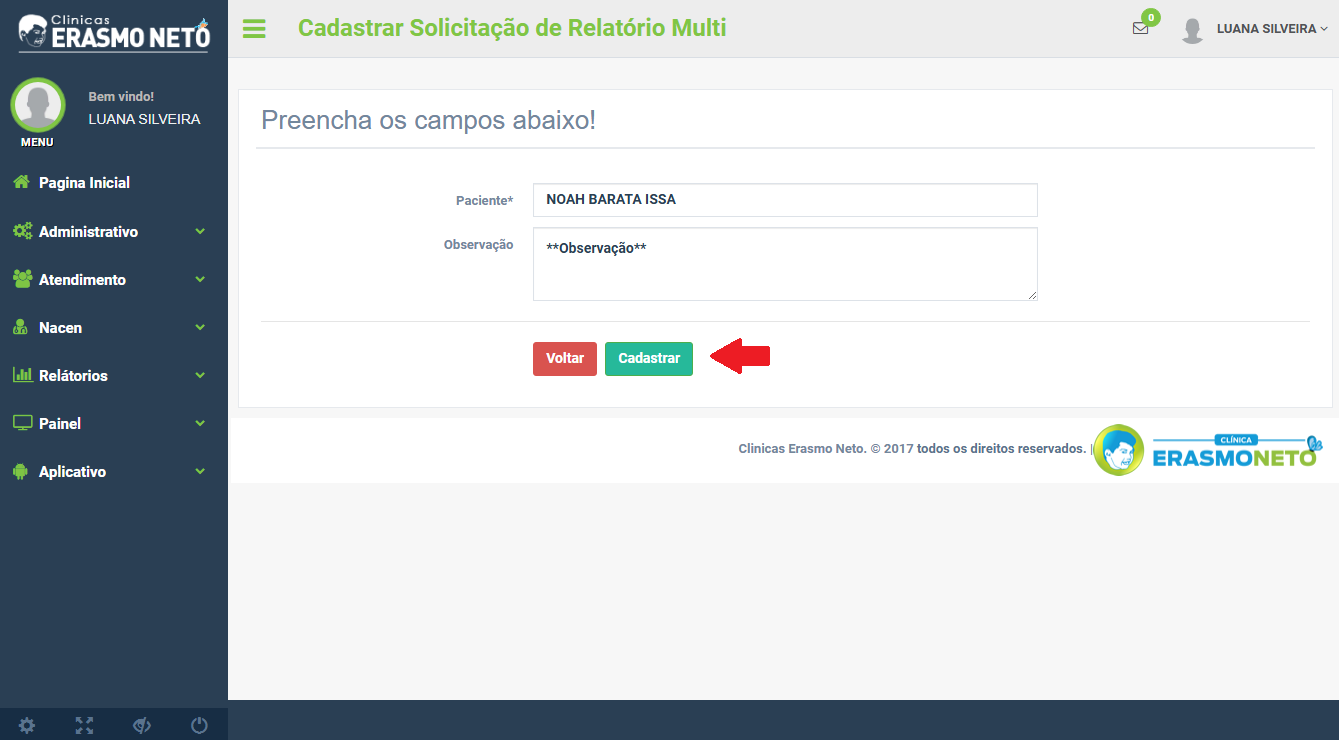 Clinicas
ERASMO NETO
Cadastrar Solicitação de Relatório Multi
0
LUANA SILVEIRA
Bem vindo!
LUANA SILVEIRA
MENU
Pagina Inicial
Administrativo
Atendimento
Nacen
Relátorios
Painel
Aplicativo
Preencha os campos abaixo!
Paciente*
NOAH BARATA ISSA
Observação
**Observação**
Voltar
Cadastrar
Clinicas Erasmo Neto. © 2017 todos os direitos reservados. |
CLÍNICA
ERASMONETO